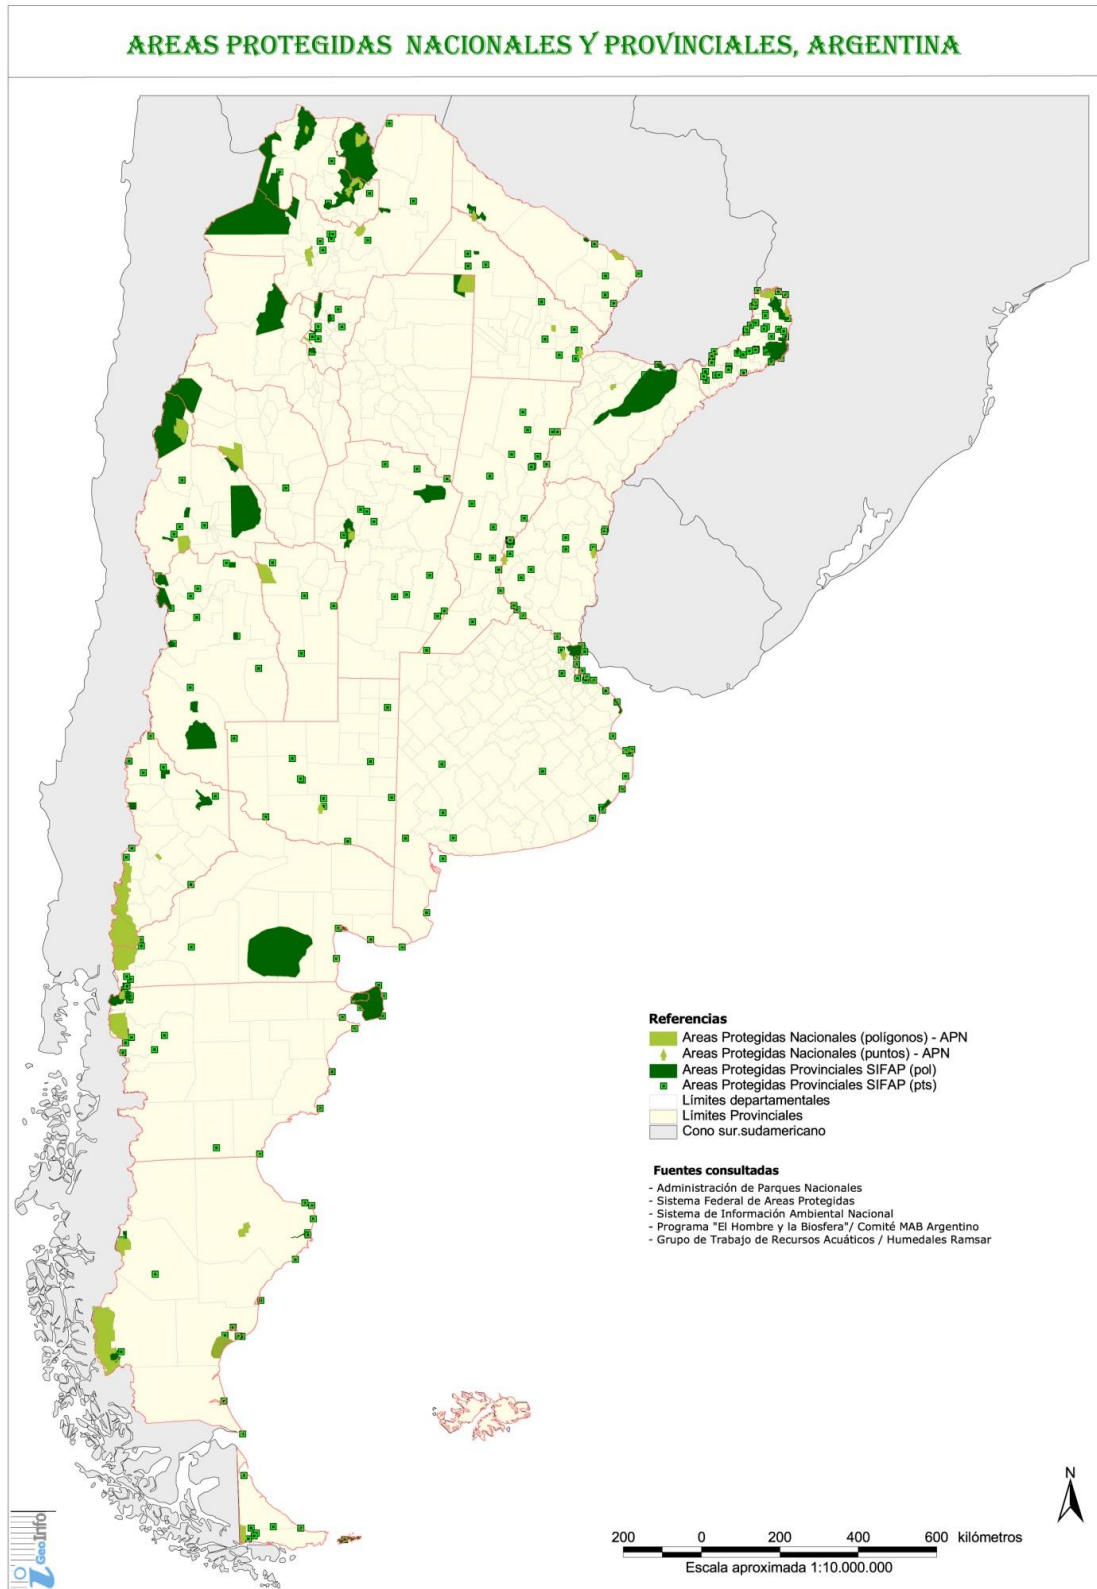 AREAS PROTEGIDAS NACIONALES Y PROVINCIALES, ARGENTINA
Referencias
Areas Protegidas Nacionales (polígonos) - APN
Areas Protegidas Nacionales (puntos) - APN
Areas Protegidas Provinciales SIFAP (pol)
Areas Protegidas Provinciales SIFAP (pts)
Límites departamentales
Límites Provinciales
Cono sur.sudamericano
Fuentes consultadas
- Administración de Parques Nacionales
- Sistema Federal de Areas Protegidas
- Sistema de Información Ambiental Nacional
- Programa "El Hombre y la Biosfera"/ Comité MAB Argentino
- Grupo de Trabajo de Recursos Acuáticos / Humedales Ramsar
N
200 0 200 400 600 kilómetros
Escala aproximada 1:10.000.000
GeoInfo